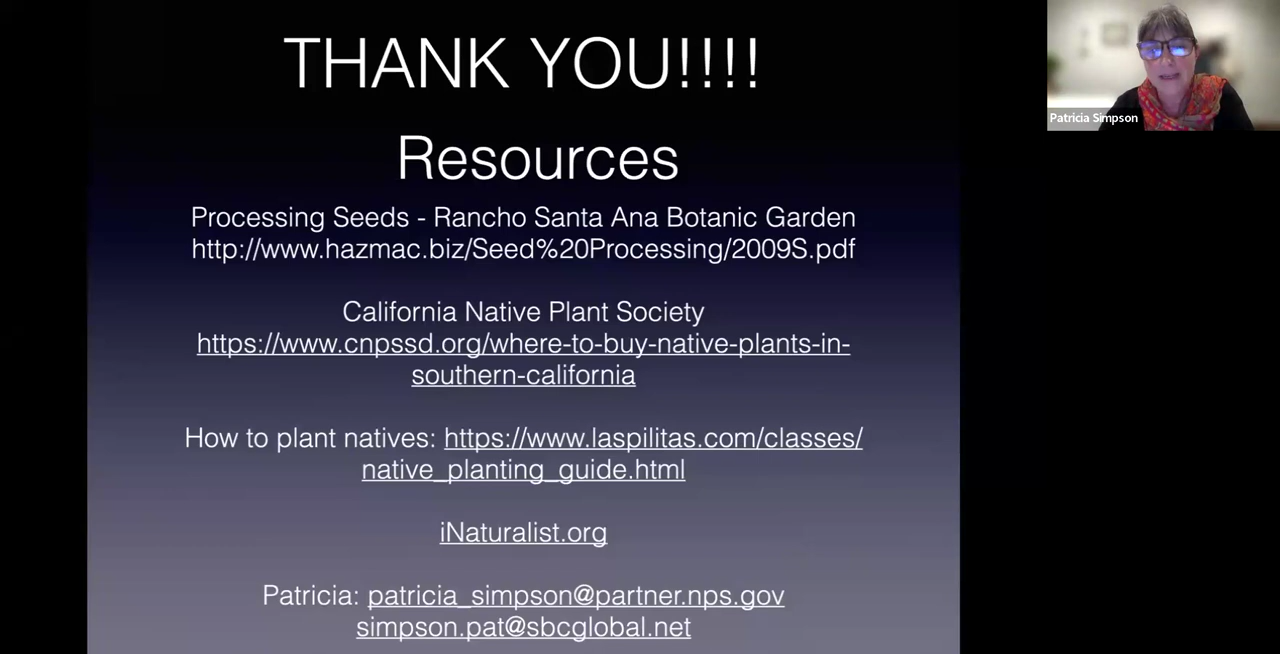 THANK YOU!!!!
Resources
Processing Seeds - Rancho Santa Ana Botanic Garden
http://www.hazmac.biz/Seed%20Processing/2009S.pdf
California Native Plant Society
https://www.cnpssd.org/where-to-buy-native-plants-in-
southern-california
How to plant natives: https://www.laspilitas.com/classes/
native_planting_guide.html
iNaturalist.org
Patricia: patricia_simpson@partner.nps.gov
simpson.pat@sbcglobal.net
Patricia Simpson